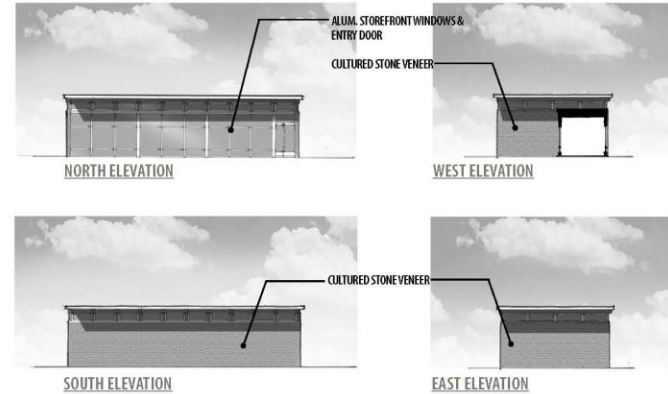 ALUM. STOREFRONT WINDOWS &
ENTRY DOOR
CULTURED STONE VENEER
NORTH ELEVATION
WEST ELEVATION
CULTURED STONE VENEER
SOUTH ELEVATION
EAST ELEVATION